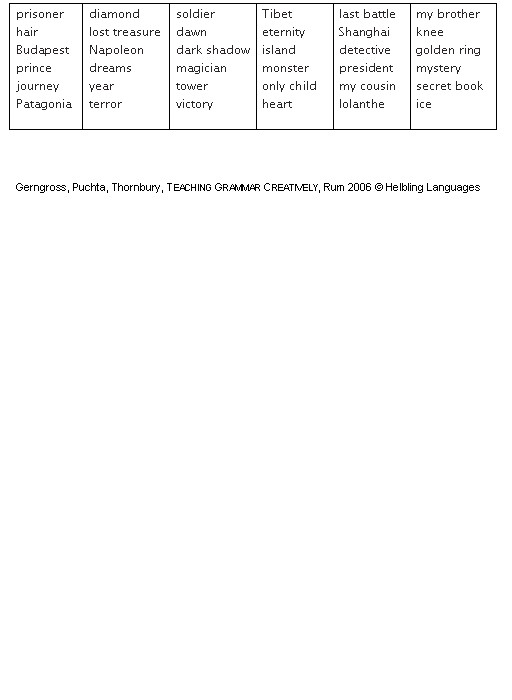 prisoner diamond soldier Tibet last battle my brother
hair lost treasure dawn eternity Shanghai knee
Budapest Napoleon dark shadow island detective golden ring
prince dreams magician monster president mystery
journey year tower only child my cousin secret book
Patagonia terror victory heart Iolanthe ice
Gerngross, Puchta, Thornbury, TEACHING GRAMMAR CREATIVELY, Rum 2006 © Helbling Languages